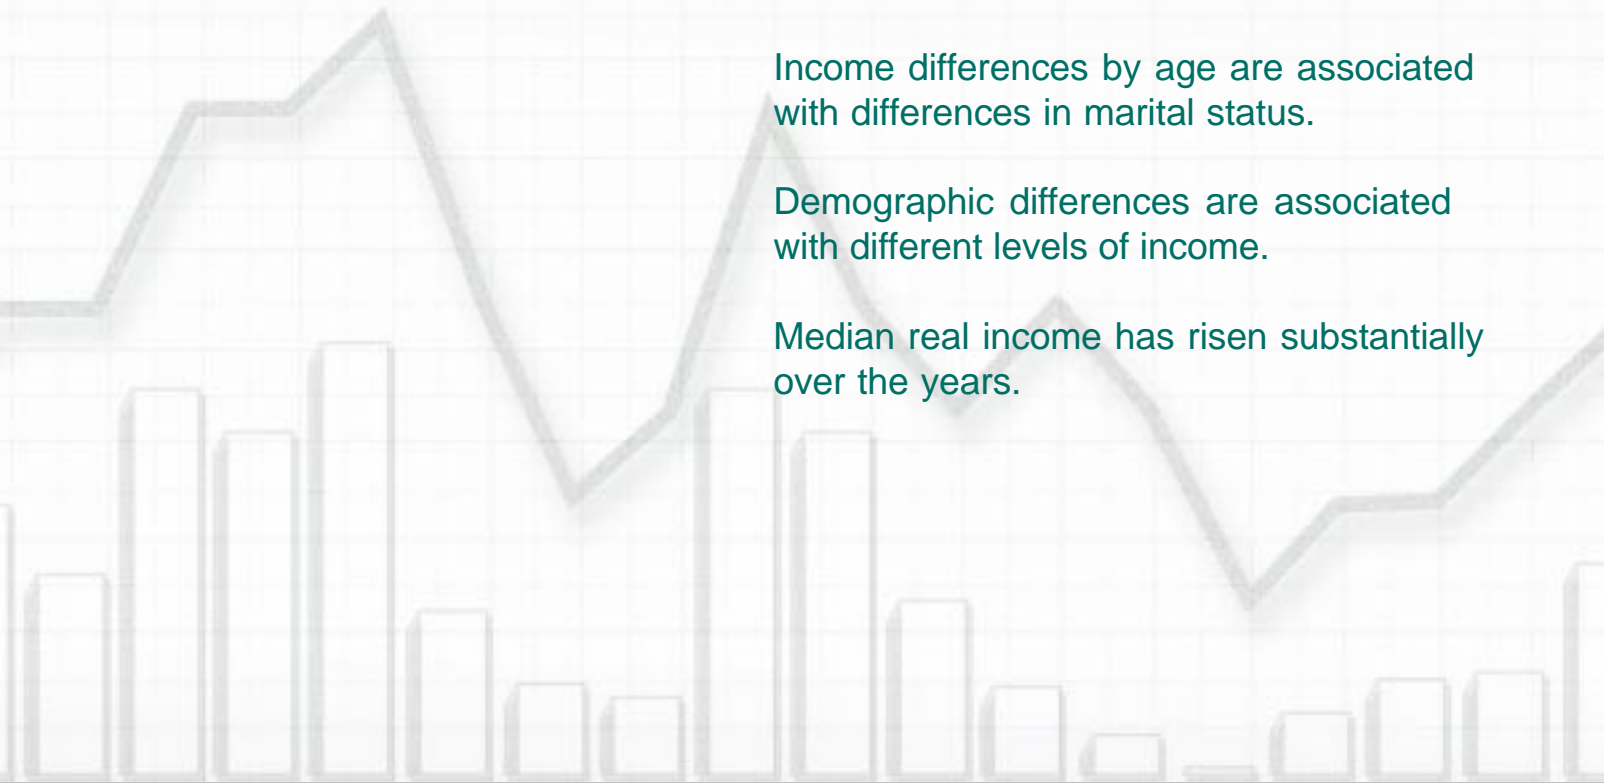 Income differences by age are associated
with differences in marital status.
Demographic differences are associated
with different levels of income.
Median real income has risen substantially
over the years.